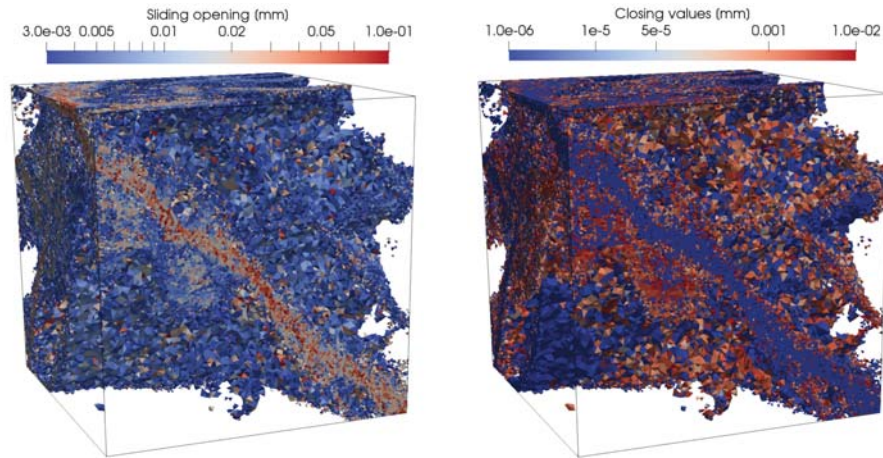 Sliding opening [mm]
3.0e-03 0.005 0.01 0.02 0.05 1.0e-01
Closing values [mm]
1.0e-06 1e-5 5e-5 0.001 1.0e-02